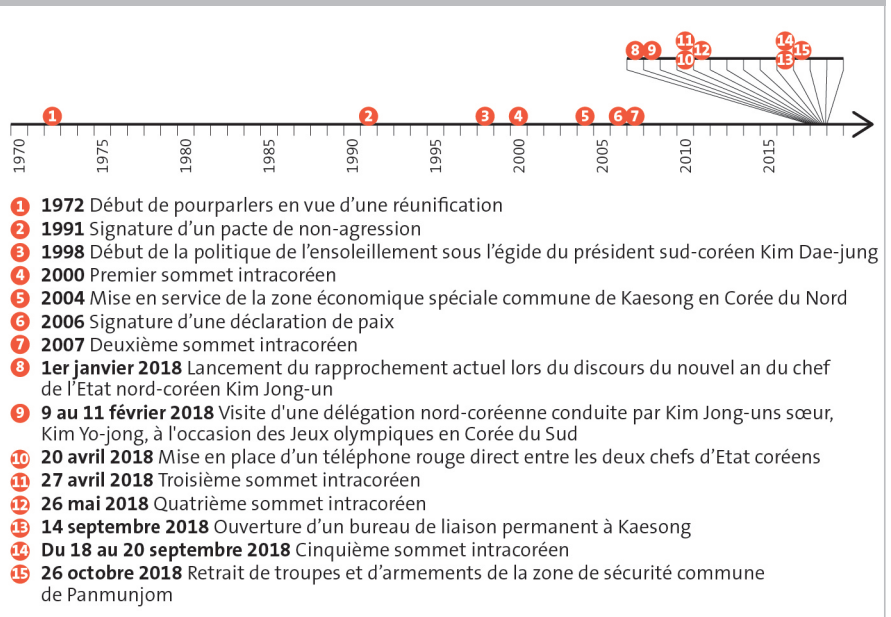 11 14
8 9 10 12 13 15
1 2 3 4 5 6 7
1970 1975 1980 1985 1990 1995 2000 2005 2010 2015
1 1972 Début de pourparlers en vue d’une réunification
2 1991 Signature d’un pacte de non-agression
3 1998 Début de la politique de l’ensoleillement sous l’égide du président sud-coréen Kim Dae-jung
4 2000 Premier sommet intracoréen
5 2004 Mise en service de la zone économique spéciale commune de Kaesong en Corée du Nord
6 2006 Signature d’une déclaration de paix
7 2007 Deuxième sommet intracoréen
8 1er janvier 2018 Lancement du rapprochement actuel lors du discours du nouvel an du chef
de l’Etat nord-coréen Kim Jong-un
9 9 au 11 février 2018 Visite d'une délégation nord-coréenne conduite par Kim Jong-uns sœur,
Kim Yo-jong, à l'occasion des Jeux olympiques en Corée du Sud
10 20 avril 2018 Mise en place d’un téléphone rouge direct entre les deux chefs d’Etat coréens
11 27 avril 2018 Troisième sommet intracoréen
12 26 mai 2018 Quatrième sommet intracoréen
13 14 septembre 2018 Ouverture d’un bureau de liaison permanent à Kaesong
14 Du 18 au 20 septembre 2018 Cinquième sommet intracoréen
15 26 octobre 2018 Retrait de troupes et d’armements de la zone de sécurité commune
de Panmunjom